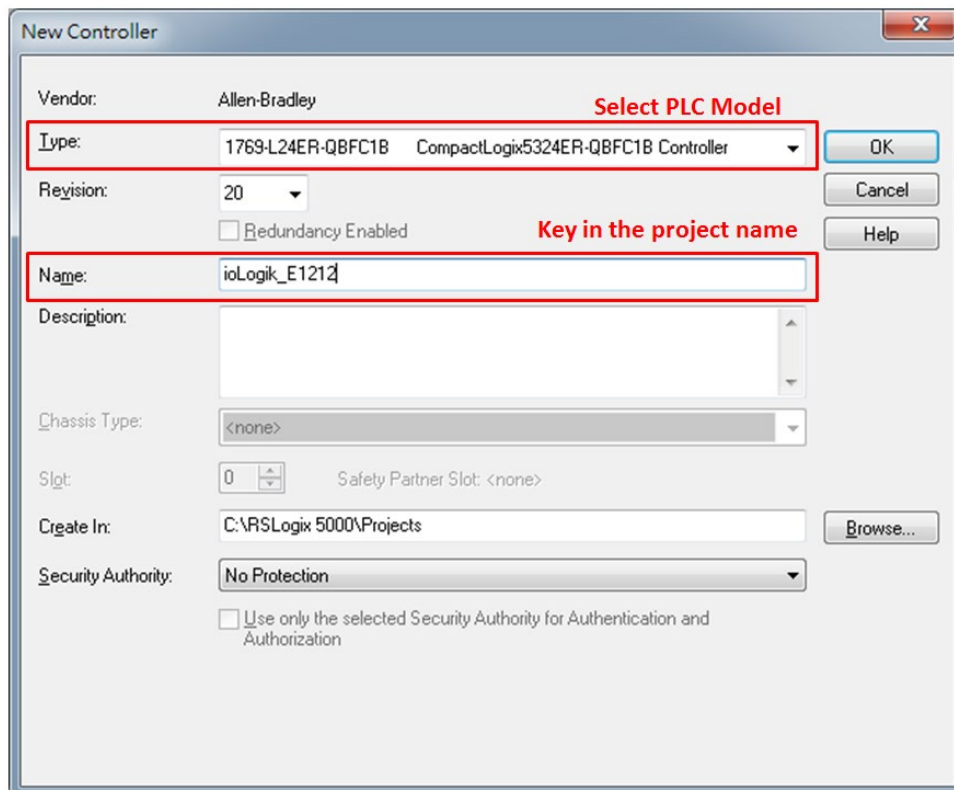 New Controller
Vendor: Allen-Bradley
Select PLC Model
Type: 1769-L24ER-QBFC1B CompactLogix5324ER-QBFC1B Controller OK
Revision: 20 Cancel
Redundancy Enabled
Key in the project name
Help
Name: ioLogik_E1212
Description:
Chassis Type: <none>
Slot: 0 Safety Partner Slot: <none>
Create In: C:\RSLogix 5000\Projects Browse...
Security Authority: No Protection
Use only the selected Security Authority for Authentication and
Authorization